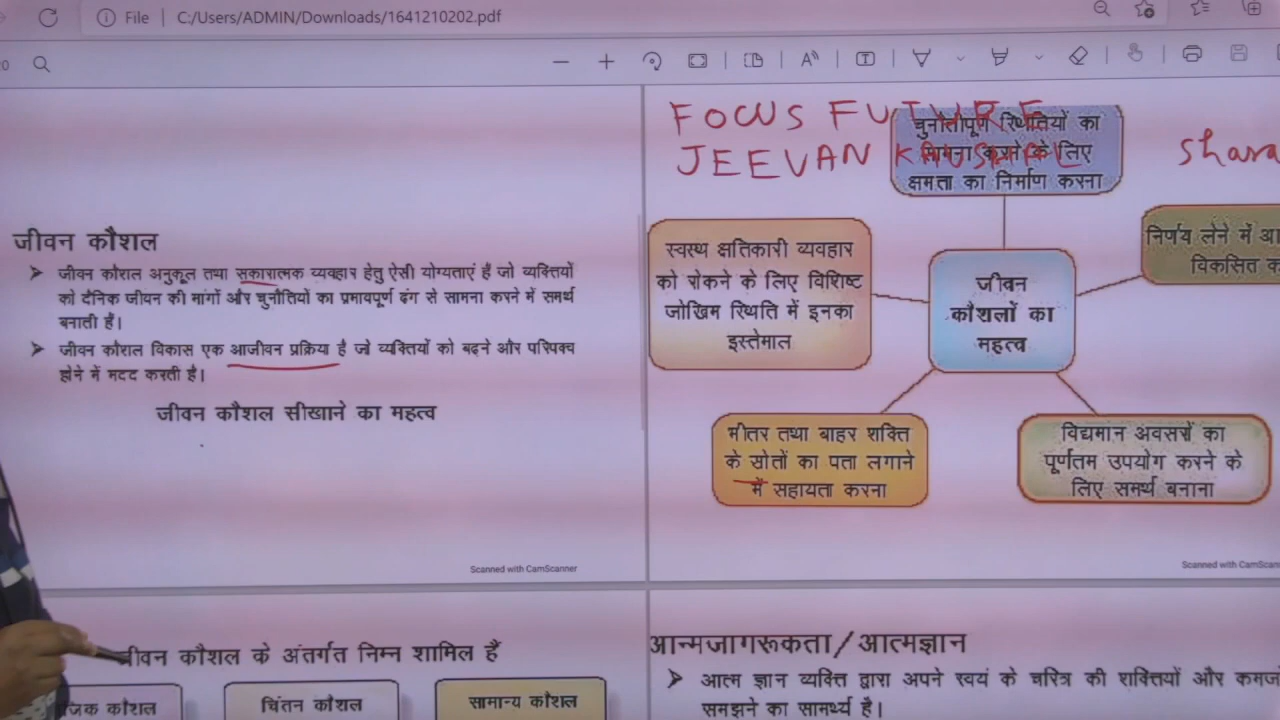 File C:/Users/ADMIN/Downloads/1641210202.pdf
जीवन कौशल
जीवन कौशल अनुकूल तथा सकारात्मक व्यवहार हेतु ऐसी योग्यताएं हैं जो व्यक्तियों
को दैनिक जीवन की मांगों और चुनौतियों का प्रभावपूर्ण ढंग से सामना करने में समर्थ
बनाती हैं।
जीवन कौशल विकास एक आजीवन प्रक्रिया है जो व्यक्तियों को बढ़ने और परिपक्व
होने में मदद करती है।
जीवन कौशल सीखाने का महत्व
Scanned with CamScanner
FOCUS FUTURE
JEEVAN KAUSHAL
चुनौतीपूर्ण स्थितियों का
सामना करने के लिए
क्षमता का निर्माण करना
स्वस्थ क्षतिकारी व्यवहार
को रोकने के लिए विशिष्ट
जोखिम स्थिति में इनका
इस्तेमाल
निर्णय लेने में
विकसित
जीवन
कौशलों का
महत्व
भीतर तथा बाहर शक्ति
के स्रोतों का पता लगाने
में सहायता करना
विद्यमान अवसरों का
पूर्णतम उपयोग करने के
लिए समर्थ बनाना
Scanned with
जीवन कौशल के अंतर्गत निम्न शामिल हैं
कौशल
चिंतन कौशल
सामान्य कौशल
आत्मजागरूकता/आत्मज्ञान
आत्म ज्ञान व्यक्ति द्वारा अपने स्वयं के चरित्र की शक्तियों और
समझने का सामर्थ्य है।